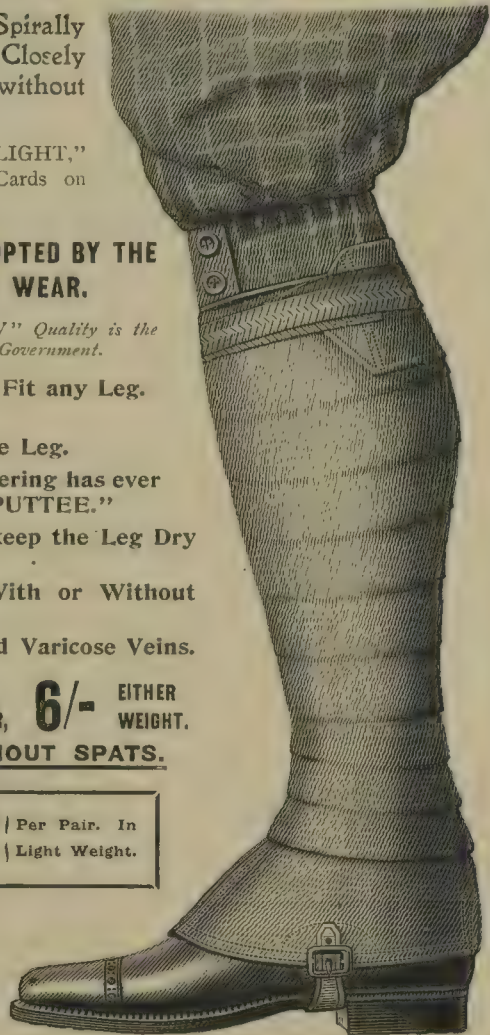 Spirally
Closely
without
LIGHT,"
Cards on
OPTED BY THE
WEAR.
" Quality is the
Government.
Fit any Leg.
e Leg.
ering has ever
PUTTEE."
keep the Leg Dry
With or Without
d Varicose Veins.
6/- EITHER
WEIGHT.
HOUT SPATS.
Per Pair. In
Light Weight.